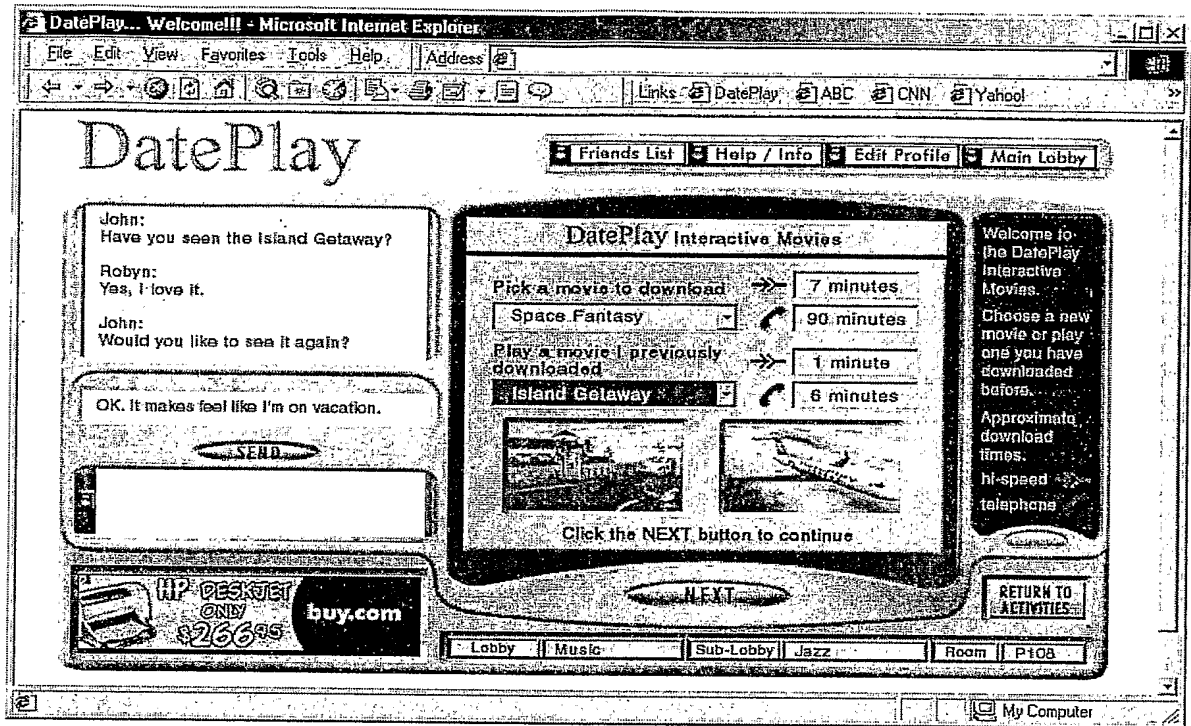 DatePlay... Welcome!!! - Microsoft Internet Explorer
File Edit View Favorites Tools Help Address
Links DatePlay ABC CNN Yahoo! »
DatePlay
Friends List Help / Info Edit Profile Main Lobby
John:
Have you seen the Island Getaway?
Robyn:
Yes, I love it.
John:
Would you like to see it again?
OK. It makes feel like I'm on vacation.
SEND
HP DESKJET
ONLY
$266.95
buy.com
DatePlay Interactive Movies
Pick a movie to download
7 minutes
Space Fantasy
90 minutes
Play a movie I previously
downloaded
1 minute
Island Getaway
6 minutes
Click the NEXT button to continue
NEXT
Welcome to
the DatePlay
Interactive
Movies.
Choose a new
movie or play
one you have
downloaded
before.
Approximate
download
times.
hi-speed
telephone
RETURN TO
ACTIVITIES
Lobby Music Sub-Lobby Jazz Room P108
My Computer